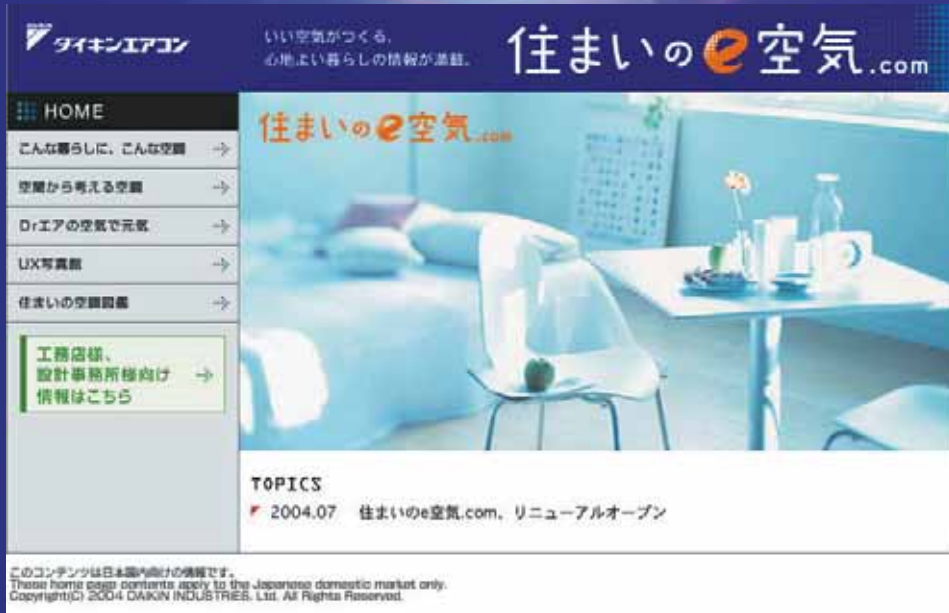 DAIKIN
ダイキンエアコン
いい空気がつくる、
心地よい暮らしの情報が満載。
住まいのe空気.com
HOME
住まいのe空気.com
こんな暮らしに、こんな空調
空間から考える空調
Drエアの空気で元気
UX写真館
住まいの空調図鑑
工務店様、
設計事務所様向け
情報はこちら
TOPICS
2004.07 住まいのe空気.com、リニューアルオープン
このコンテンツは日本国内向けの情報です。
These home page contents apply to the Japanese domestic market only.
Copyright(C) 2004 DAIKIN INDUSTRIES, Ltd. All Rights Reserved.